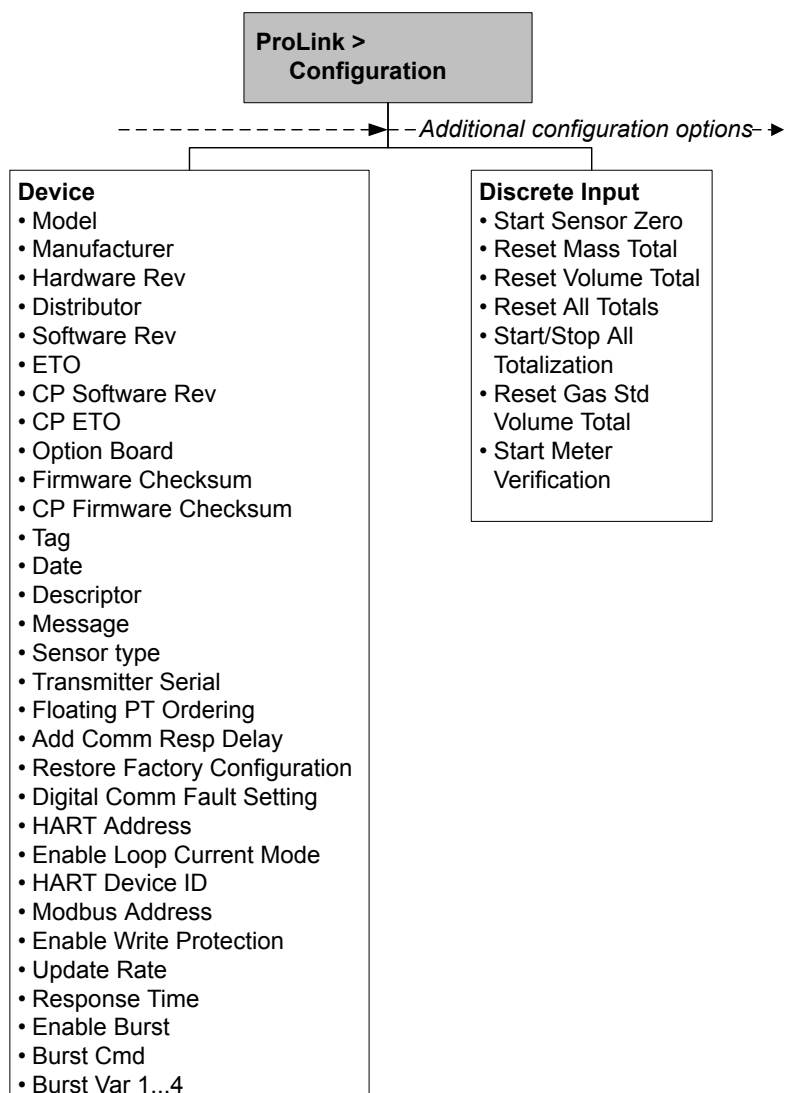 ProLink >
Configuration
Additional configuration options
Device
• Model
• Manufacturer
• Hardware Rev
• Distributor
• Software Rev
• ETO
• CP Software Rev
• CP ETO
• Option Board
• Firmware Checksum
• CP Firmware Checksum
• Tag
• Date
• Descriptor
• Message
• Sensor type
• Transmitter Serial
• Floating PT Ordering
• Add Comm Resp Delay
• Restore Factory Configuration
• Digital Comm Fault Setting
• HART Address
• Enable Loop Current Mode
• HART Device ID
• Modbus Address
• Enable Write Protection
• Update Rate
• Response Time
• Enable Burst
• Burst Cmd
• Burst Var 1...4
Discrete Input
• Start Sensor Zero
• Reset Mass Total
• Reset Volume Total
• Reset All Totals
• Start/Stop All
Totalization
• Reset Gas Std
Volume Total
• Start Meter
Verification